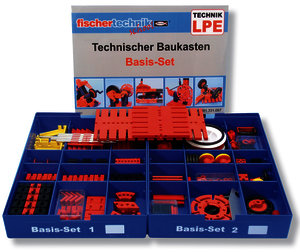 fischertechnik
TECHNIK
LPE
Technischer Baukasten
Basis-Set
Basis-Set 1
Basis-Set 2